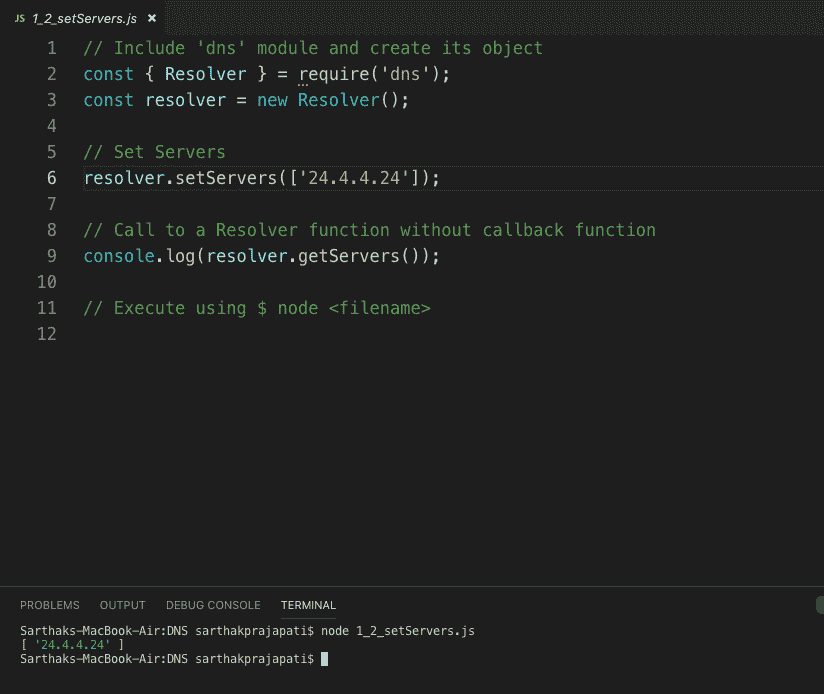 JS 1_2_setServers.js ×
1 // Include 'dns' module and create its object
2 const { Resolver } = require('dns');
3 const resolver = new Resolver();
4
5 // Set Servers
6 resolver.setServers(['24.4.4.24']);
7
8 // Call to a Resolver function without callback function
9 console.log(resolver.getServers());
10
11 // Execute using $ node <filename>
12
PROBLEMS OUTPUT DEBUG CONSOLE TERMINAL
Sarthaks-MacBook-Air:DNS sarthakprajapati$ node 1_2_setServers.js
[ '24.4.4.24' ]
Sarthaks-MacBook-Air:DNS sarthakprajapati$